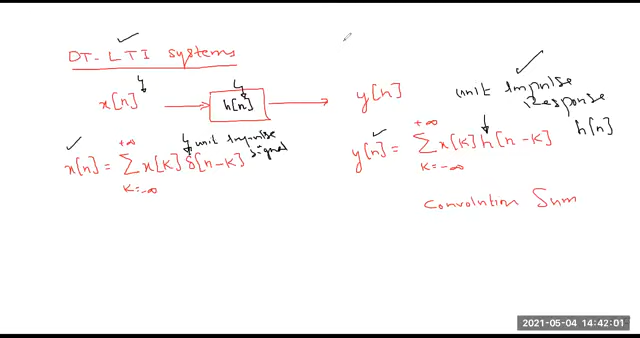 DT-LTI systems
x[n] → h[n] → y[n]
unit Impulse
Response
h[n]
x[n] = +∞ ∑ K=-∞ x[K] δ[n-K]
unit Impulse
signal
y[n] = +∞ ∑ K=-∞ x[K] h[n-K]
Convolution Sum
2021-05-04 14:42:01